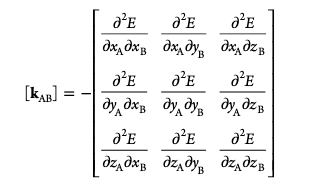 [𝐤_AB] = − [ ∂²E/∂x_A∂x_B  ∂²E/∂x_A∂y_B  ∂²E/∂x_A∂z_B
∂²E/∂y_A∂x_B  ∂²E/∂y_A∂y_B  ∂²E/∂y_A∂z_B
∂²E/∂z_A∂x_B  ∂²E/∂z_A∂y_B  ∂²E/∂z_A∂z_B ]